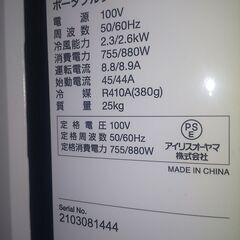 ポータブルク
電源 100V
周波数 50/60Hz
冷風能力 2.3/2.6kW
消費電力 755/880W
運転電流 8.8/8.9A
始動電流 45/44A
冷媒 R410A(380g)
質量 25kg
定格電圧 100V
定格周波数 50/60Hz
定格消費電力 755/880W
PS
E
アイリスオーヤマ
株式会社
MADE IN CHINA
Serial No.
2103081444